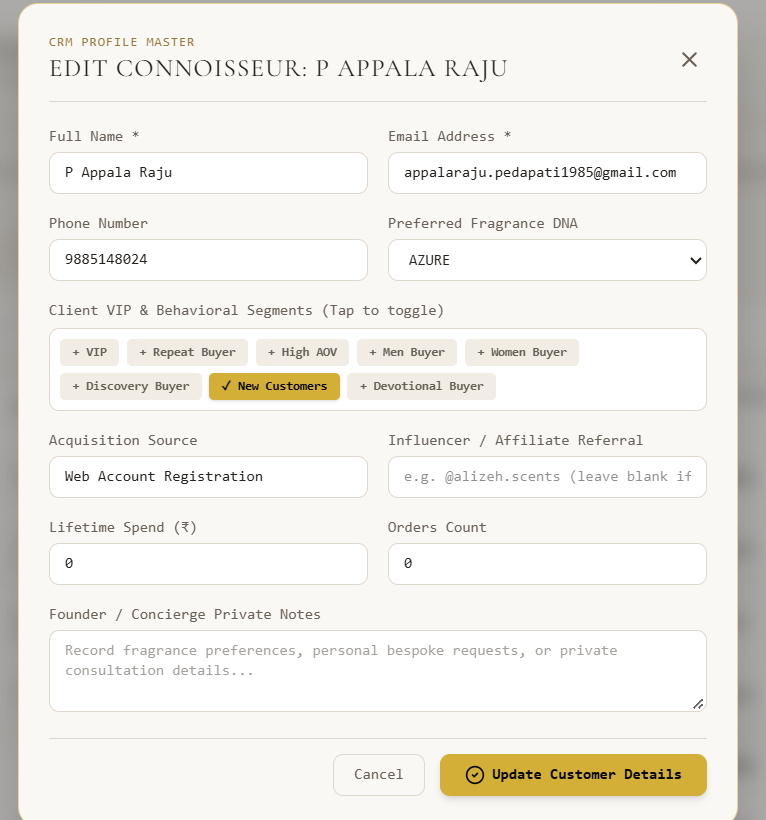 CRM PROFILE MASTER
EDIT CONNOISSEUR: P APPALA RAJU
Full Name *
Email Address *
P Appala Raju
appalaraju.pedapati1985@gmail.com
Phone Number
Preferred Fragrance DNA
9885148024
AZURE
Client VIP & Behavioral Segments (Tap to toggle)
+ VIP
+ Repeat Buyer
+ High AOV
+ Men Buyer
+ Women Buyer
+ Discovery Buyer
✓ New Customers
+ Devotional Buyer
Acquisition Source
Influencer / Affiliate Referral
Web Account Registration
e.g. @alizeh.scents (leave blank if
Lifetime Spend (₹)
Orders Count
0
0
Founder / Concierge Private Notes
Record fragrance preferences, personal bespoke requests, or private
consultation details...
Cancel
Update Customer Details